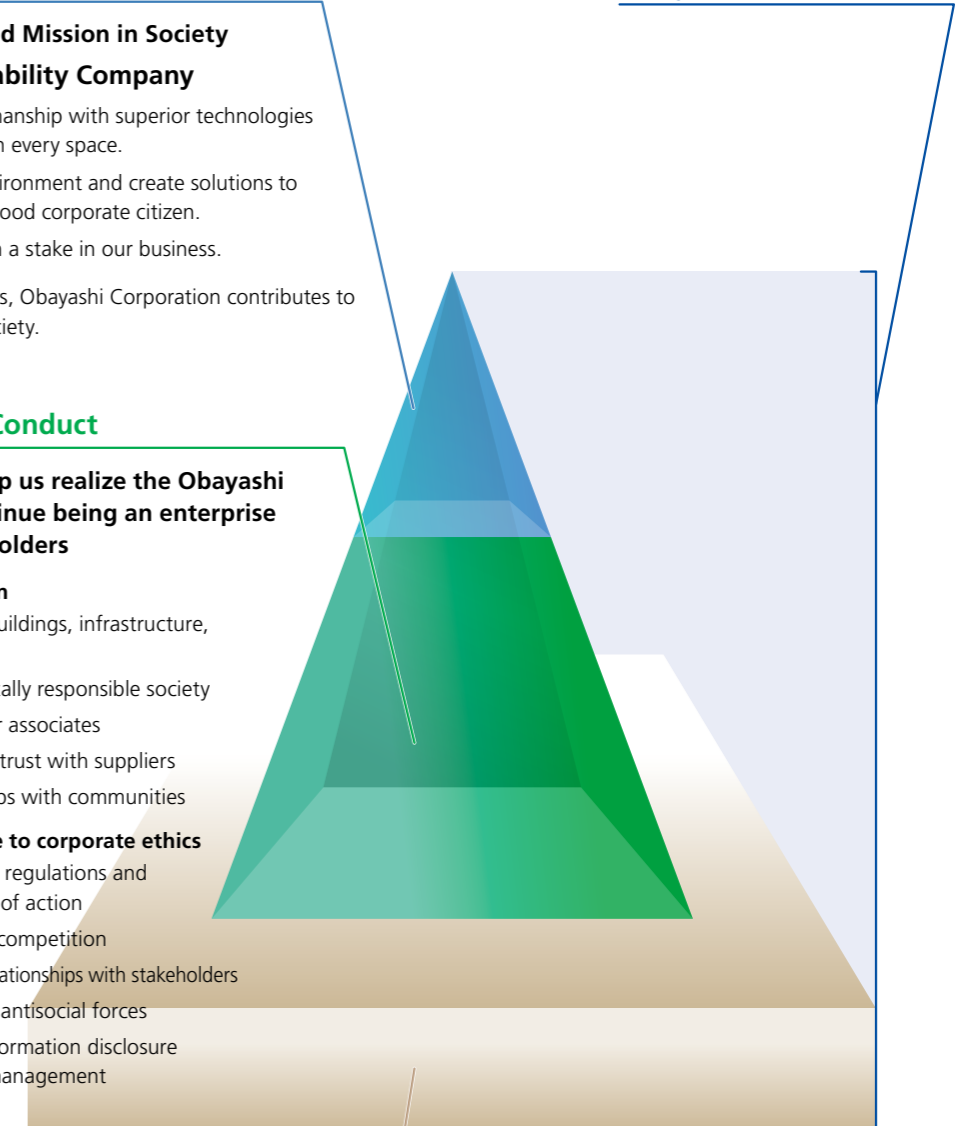 d Mission in Society
ability Company
nanship with superior technologies
n every space.
ironment and create solutions to
ood corporate citizen.
n a stake in our business.
s, Obayashi Corporation contributes to
iety.
Conduct
p us realize the Obayashi
inue being an enterprise
olders
n
uildings, infrastructure,
ally responsible society
r associates
trust with suppliers
ps with communities
e to corporate ethics
regulations and
of action
competition
ationships with stakeholders
antisocial forces
ormation disclosure
nanagement